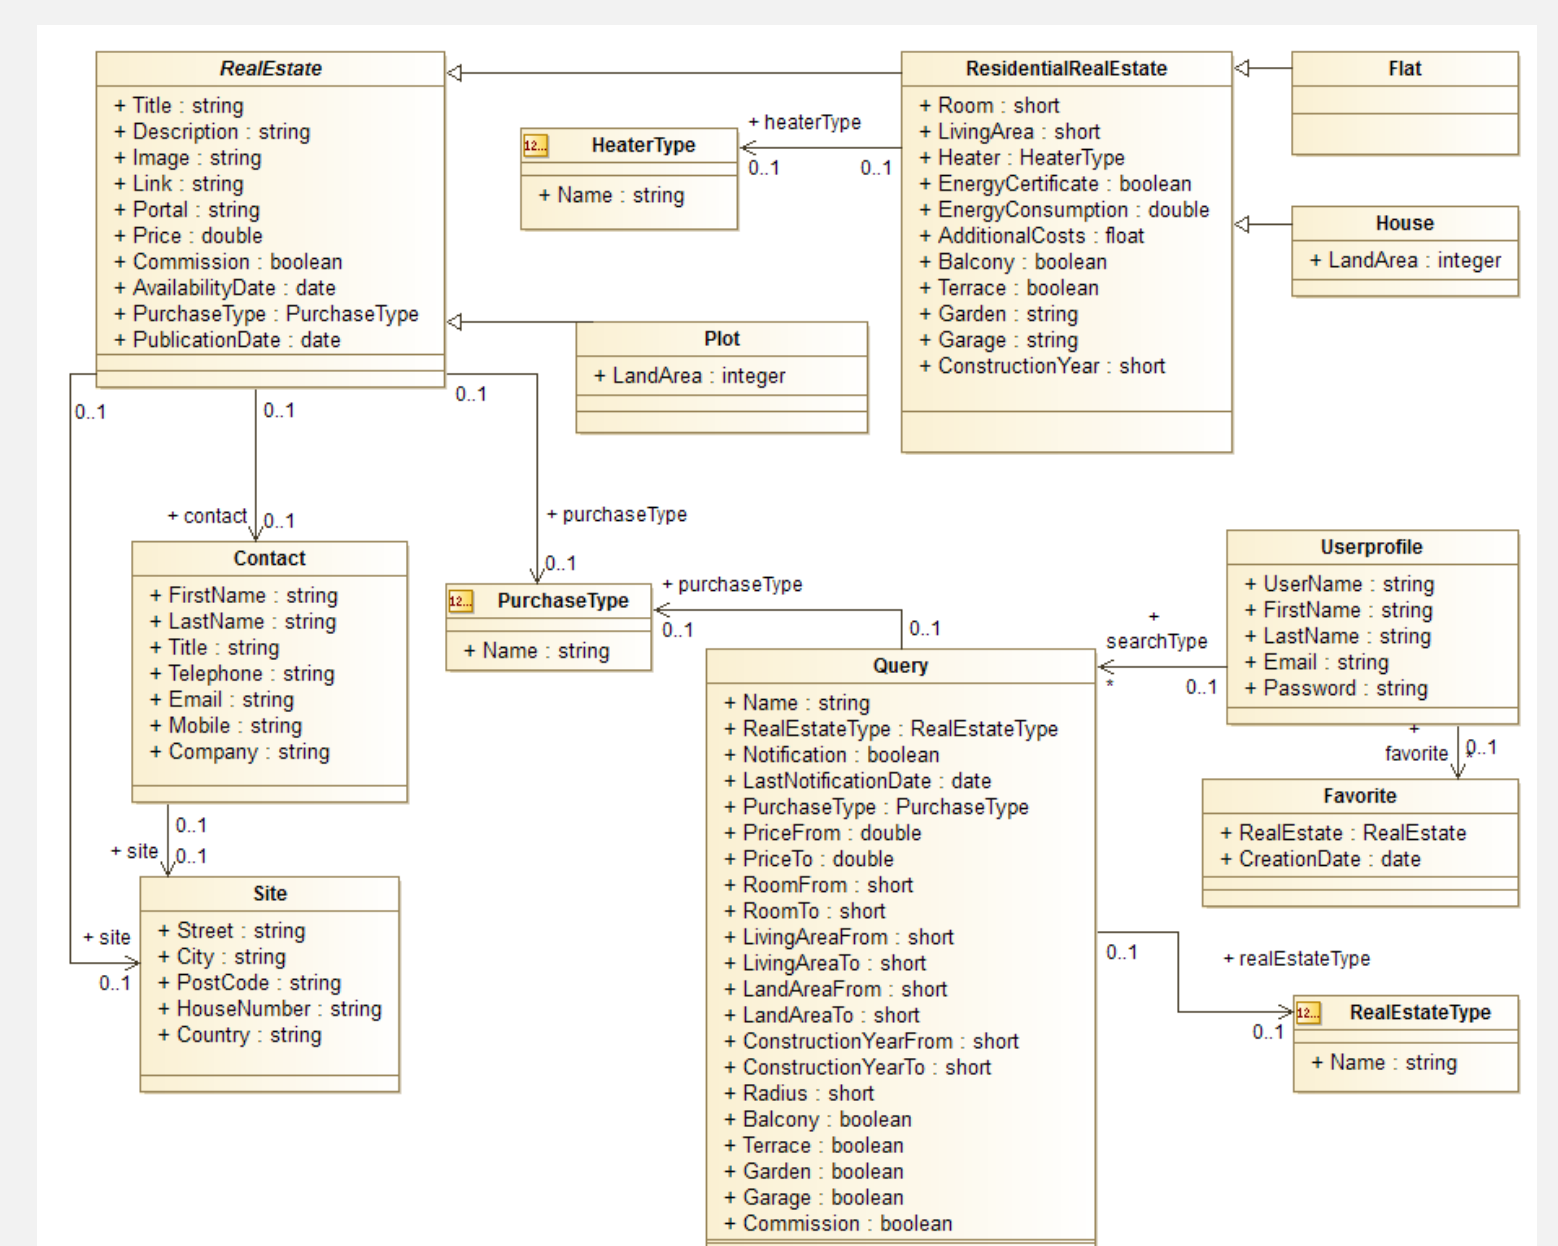 RealEstate
+ Title : string
+ Description : string
+ Image : string
+ Link : string
+ Portal : string
+ Price : double
+ Commission : boolean
+ AvailabilityDate : date
+ PurchaseType : PurchaseType
+ PublicationDate : date
12...
HeaterType
+ Name : string
+ heaterType
0..1
0..1
ResidentialRealEstate
+ Room : short
+ LivingArea : short
+ Heater : HeaterType
+ EnergyCertificate : boolean
+ EnergyConsumption : double
+ AdditionalCosts : float
+ Balcony : boolean
+ Terrace : boolean
+ Garden : string
+ Garage : string
+ ConstructionYear : short
Flat
House
+ LandArea : integer
Plot
+ LandArea : integer
0..1
0..1
0..1
+ contact
0..1
+ purchaseType
0..1
Contact
+ FirstName : string
+ LastName : string
+ Title : string
+ Telephone : string
+ Email : string
+ Mobile : string
+ Company : string
12...
PurchaseType
+ Name : string
+ purchaseType
0..1
0..1
+
searchType
*
0..1
Userprofile
+ UserName : string
+ FirstName : string
+ LastName : string
+ Email : string
+ Password : string
+
favorite
0..1
*
Favorite
+ RealEstate : RealEstate
+ CreationDate : date
0..1
+ site
0..1
Site
+ Street : string
+ City : string
+ PostCode : string
+ HouseNumber : string
+ Country : string
+ site
0..1
Query
+ Name : string
+ RealEstateType : RealEstateType
+ Notification : boolean
+ LastNotificationDate : date
+ PurchaseType : PurchaseType
+ PriceFrom : double
+ PriceTo : double
+ RoomFrom : short
+ RoomTo : short
+ LivingAreaFrom : short
+ LivingAreaTo : short
+ LandAreaFrom : short
+ LandAreaTo : short
+ ConstructionYearFrom : short
+ ConstructionYearTo : short
+ Radius : short
+ Balcony : boolean
+ Terrace : boolean
+ Garden : boolean
+ Garage : boolean
+ Commission : boolean
0..1
+ realEstateType
0..1
12...
RealEstateType
+ Name : string